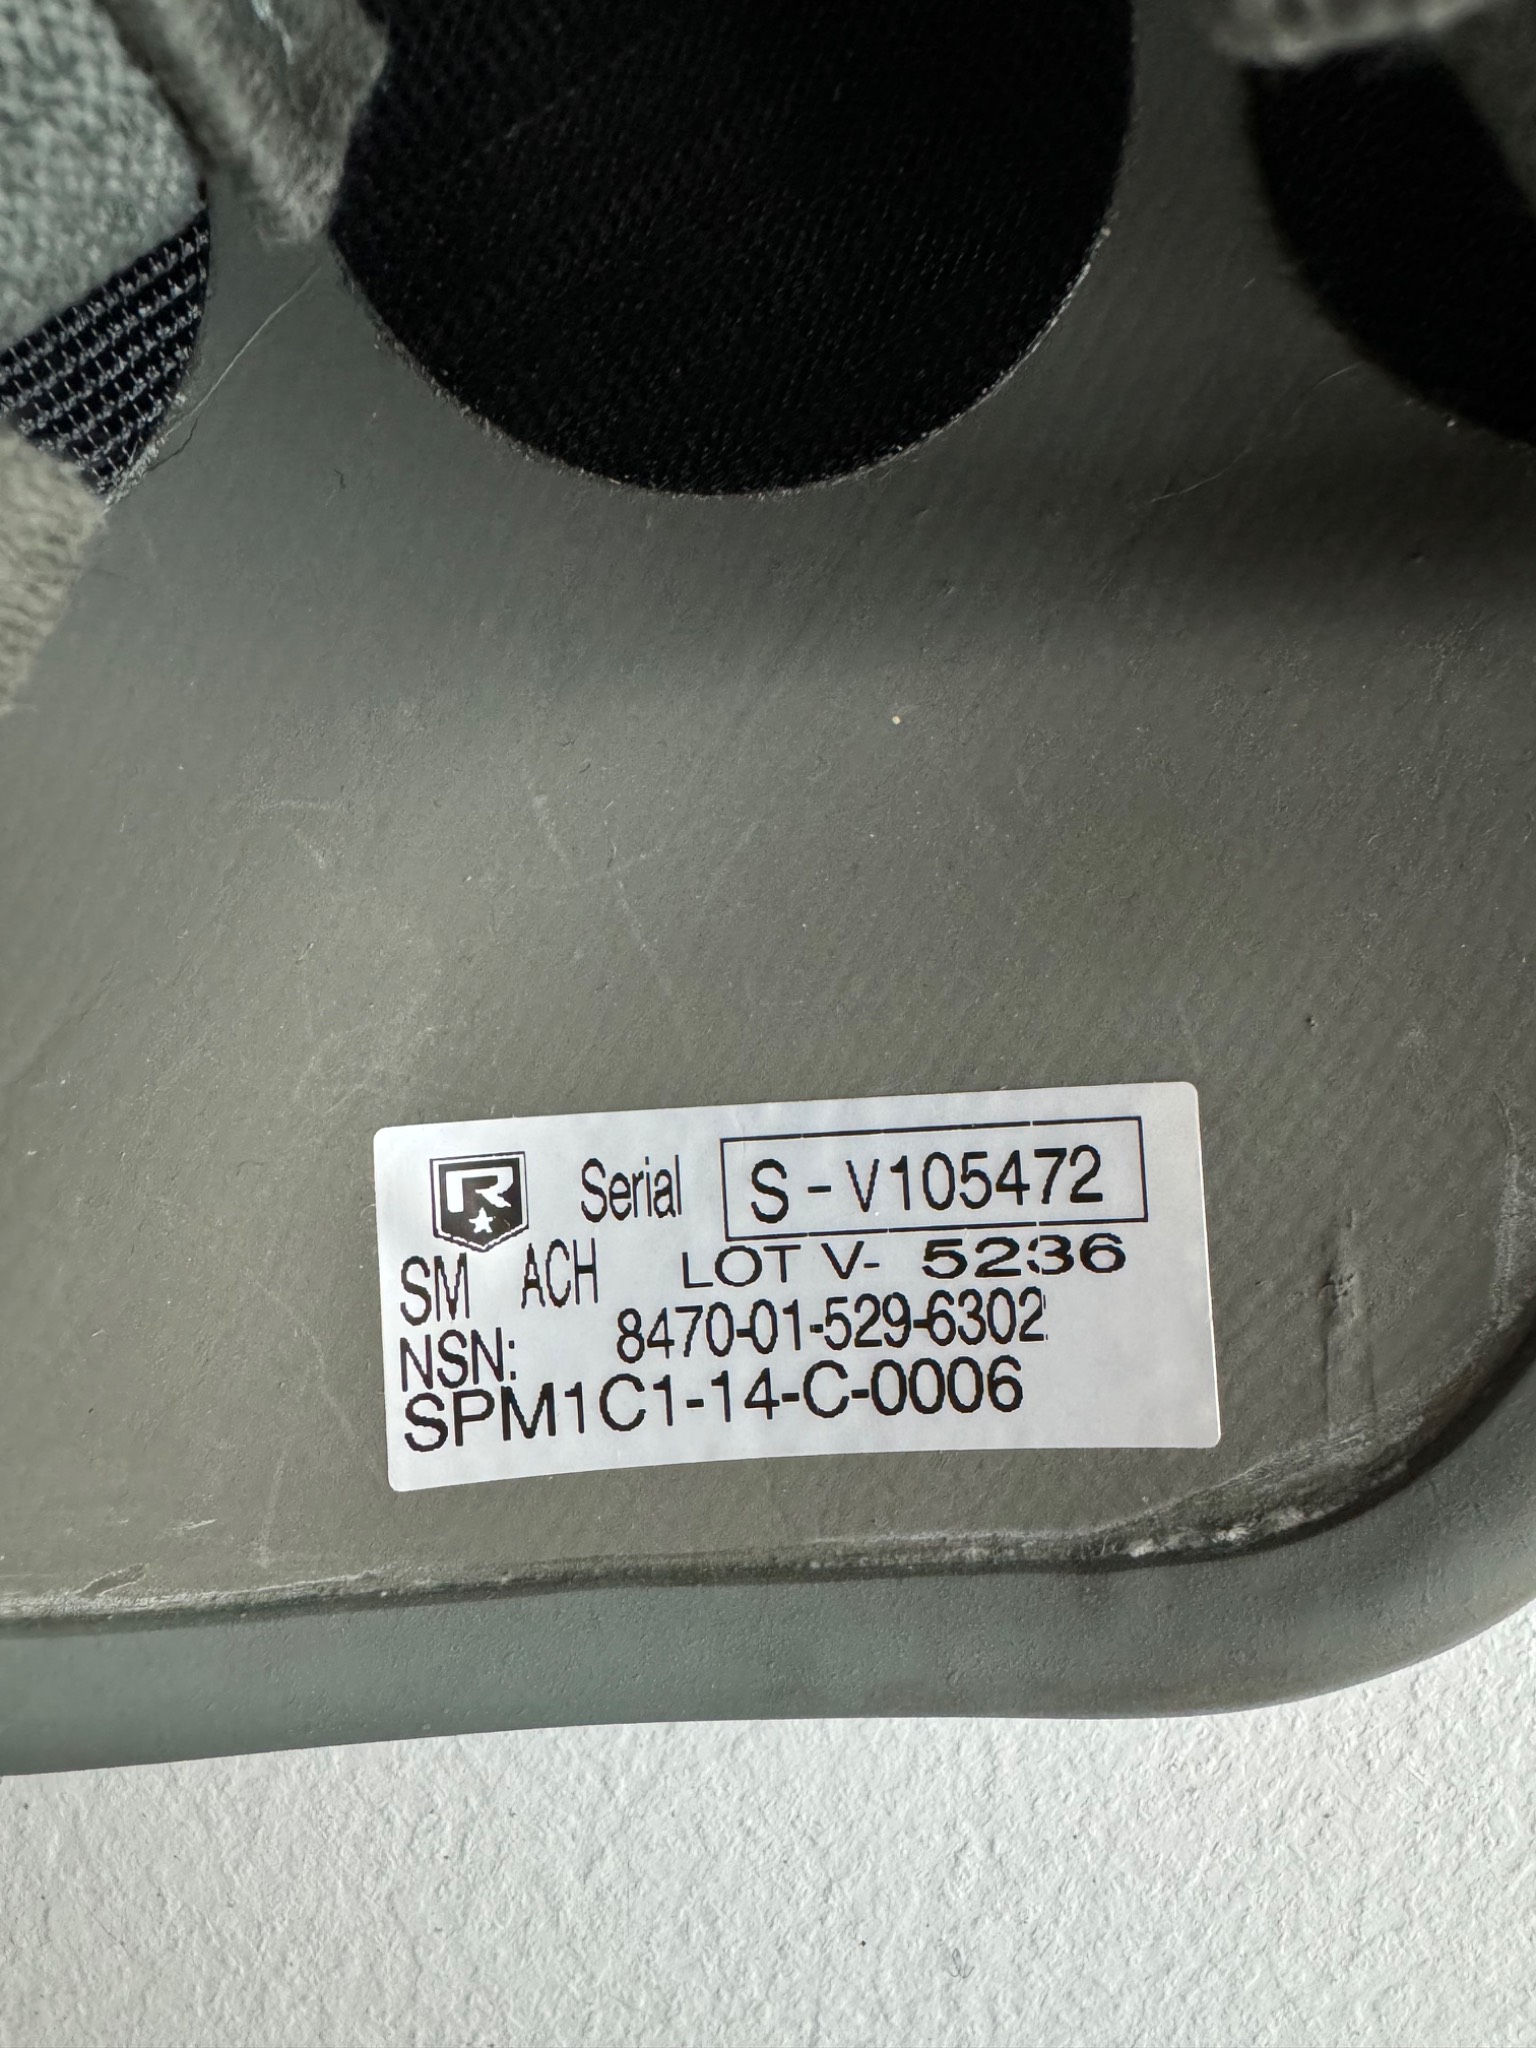 R Serial S - V105472
SM ACH LOT V- 5236
NSN: 8470-01-529-6302
SPM1C1-14-C-0006